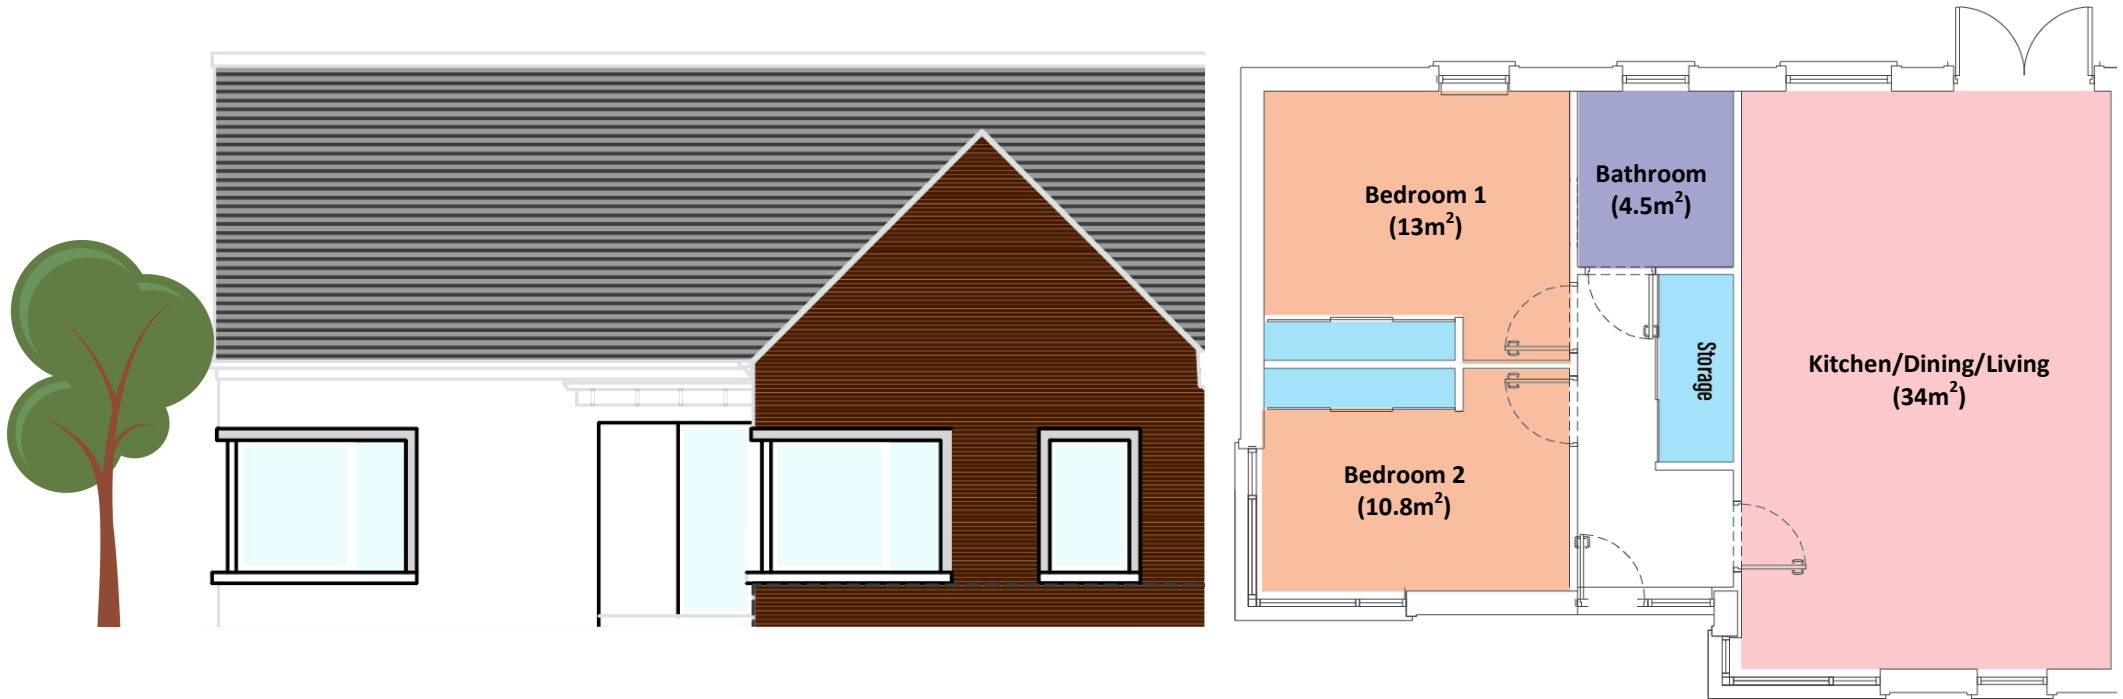 Bedroom 1
(13m²)
Bathroom
(4.5m²)
Storage
Kitchen/Dining/Living
(34m²)
Bedroom 2
(10.8m²)